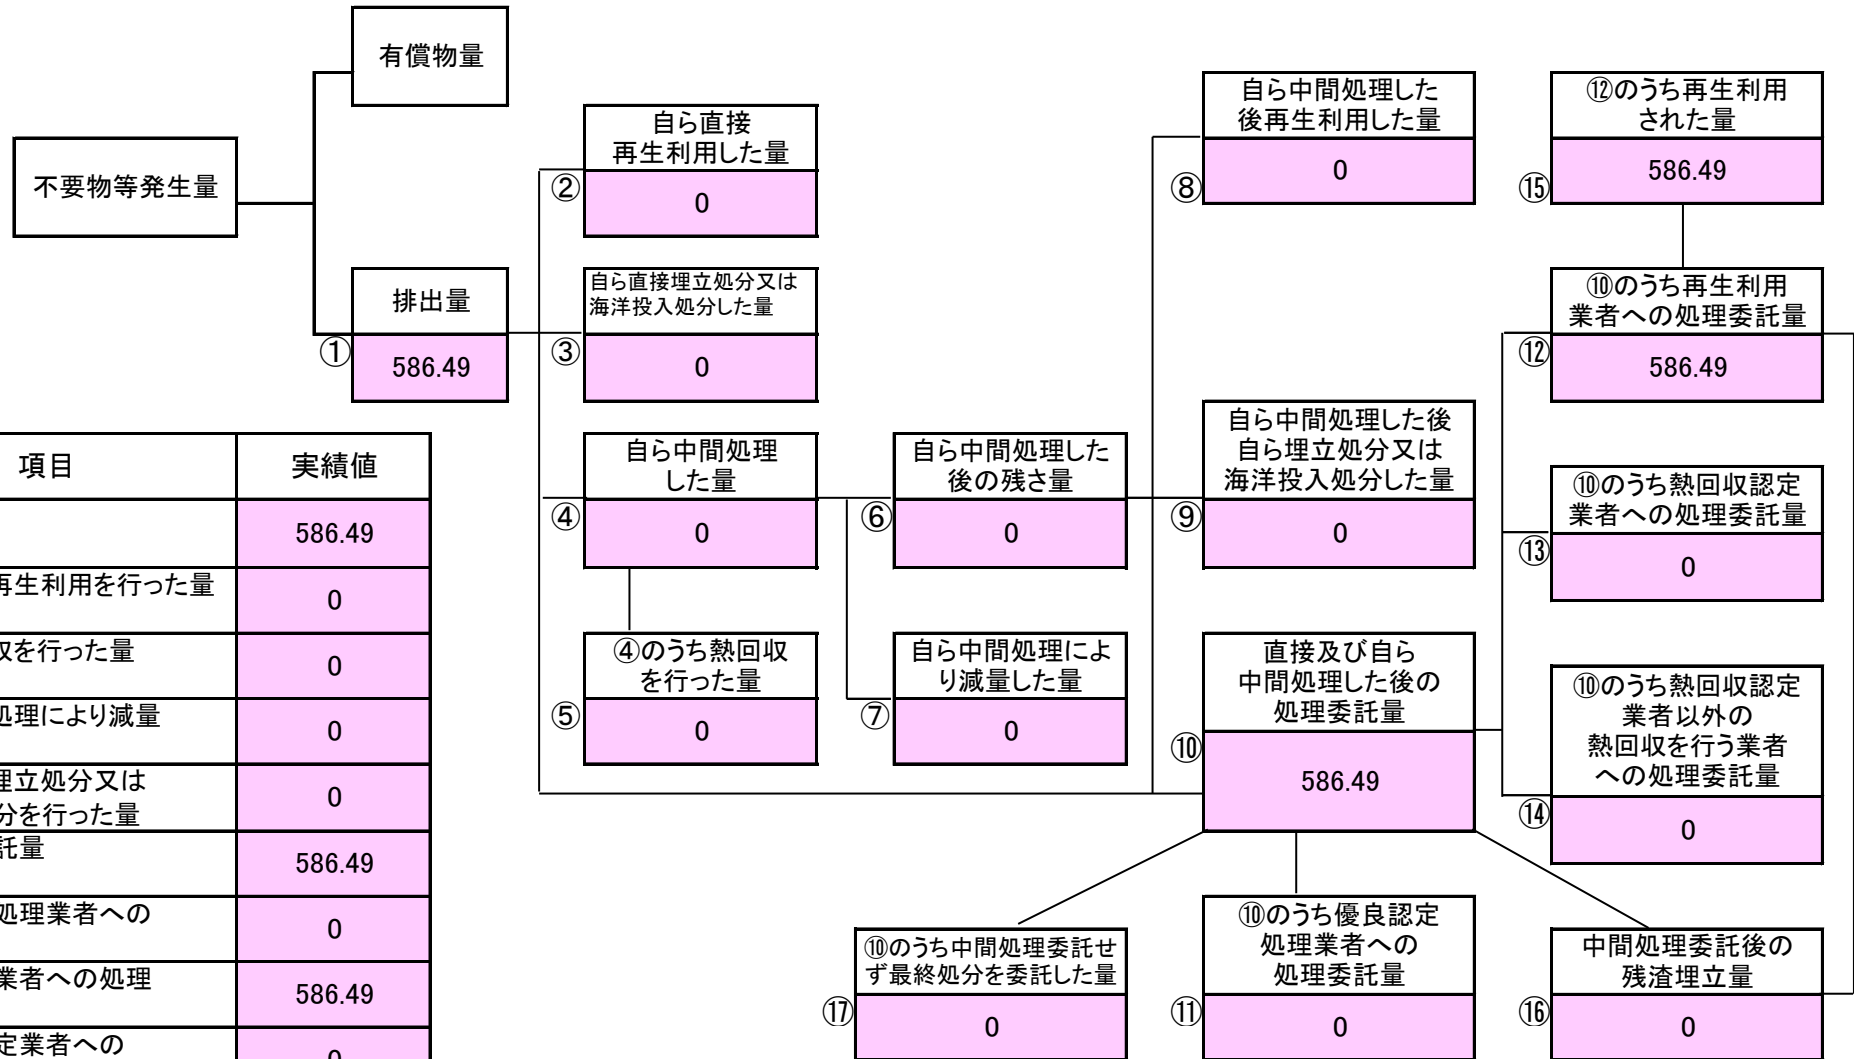 有償物量
不要物等発生量
排出量
①
586.49
自ら直接
再生利用した量
②
0
自ら直接埋立処分又は
海洋投入処分した量
③
0
自ら中間処理
した量
④
0
④のうち熱回収
を行った量
⑤
0
自ら中間処理した
後の残さ量
⑥
0
自ら中間処理によ
り減量した量
⑦
0
自ら中間処理した
後再生利用した量
⑧
0
自ら中間処理した後
自ら埋立処分又は
海洋投入処分した量
⑨
0
直接及び自ら
中間処理した後の
処理委託量
⑩
586.49
⑩のうち優良認定
処理業者への
処理委託量
⑪
0
⑫のうち再生利用
された量
⑮
586.49
⑩のうち再生利用
業者への処理委託量
⑫
586.49
⑩のうち熱回収認定
業者への処理委託量
⑬
0
⑩のうち熱回収認定
業者以外の
熱回収を行う業者
への処理委託量
⑭
0
中間処理委託後の
残渣埋立量
⑯
0
⑩のうち中間処理委託せ
ず最終処分を委託した量
⑰
0
項目 実績値
586.49
再生利用を行った量
0
を行った量
0
処理により減量
0
埋立処分又は
分を行った量
0
託量
586.49
処理業者への
0
業者への処理
586.49
定業者への
0